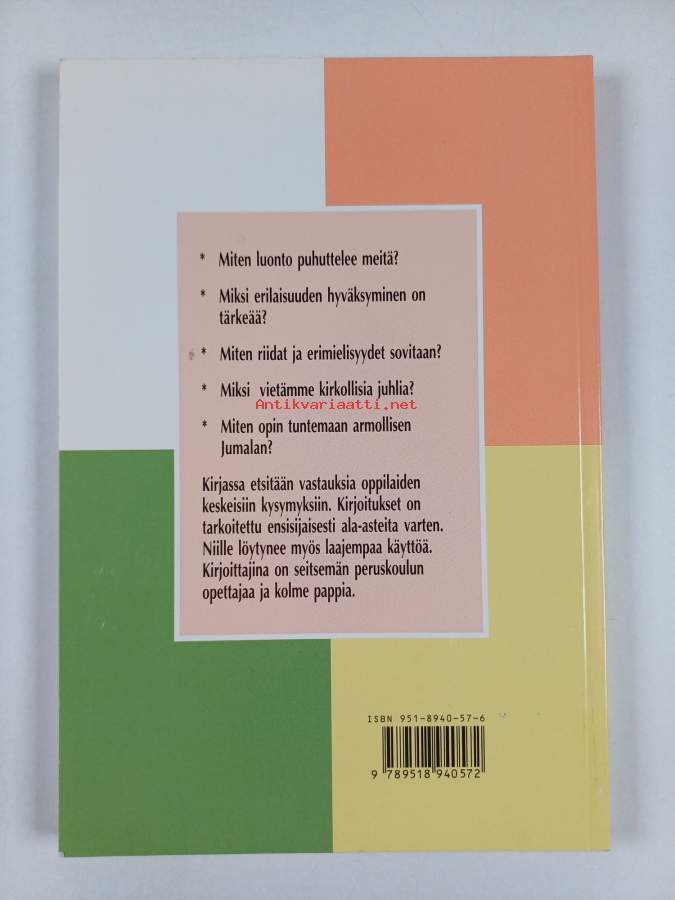 * Miten luonto puhuttelee meitä?
* Miksi erilaisuuden hyväksyminen on
tärkeää?
* Miten riidat ja erimielisyydet sovitaan?
* Miksi vietämme kirkollisia juhlia?
Antikvariaatti.net
* Miten opin tuntemaan armollisen
Jumalan?
Kirjassa etsitään vastauksia oppilaiden
keskeisiin kysymyksiin. Kirjoitukset on
tarkoitettu ensisijaisesti ala-asteita varten.
Niille löytynee myös laajempaa käyttöä.
Kirjoittajina on seitsemän peruskoulun
opettajaa ja kolme pappia.
ISBN 951-8940-57-6
9 789518 940572